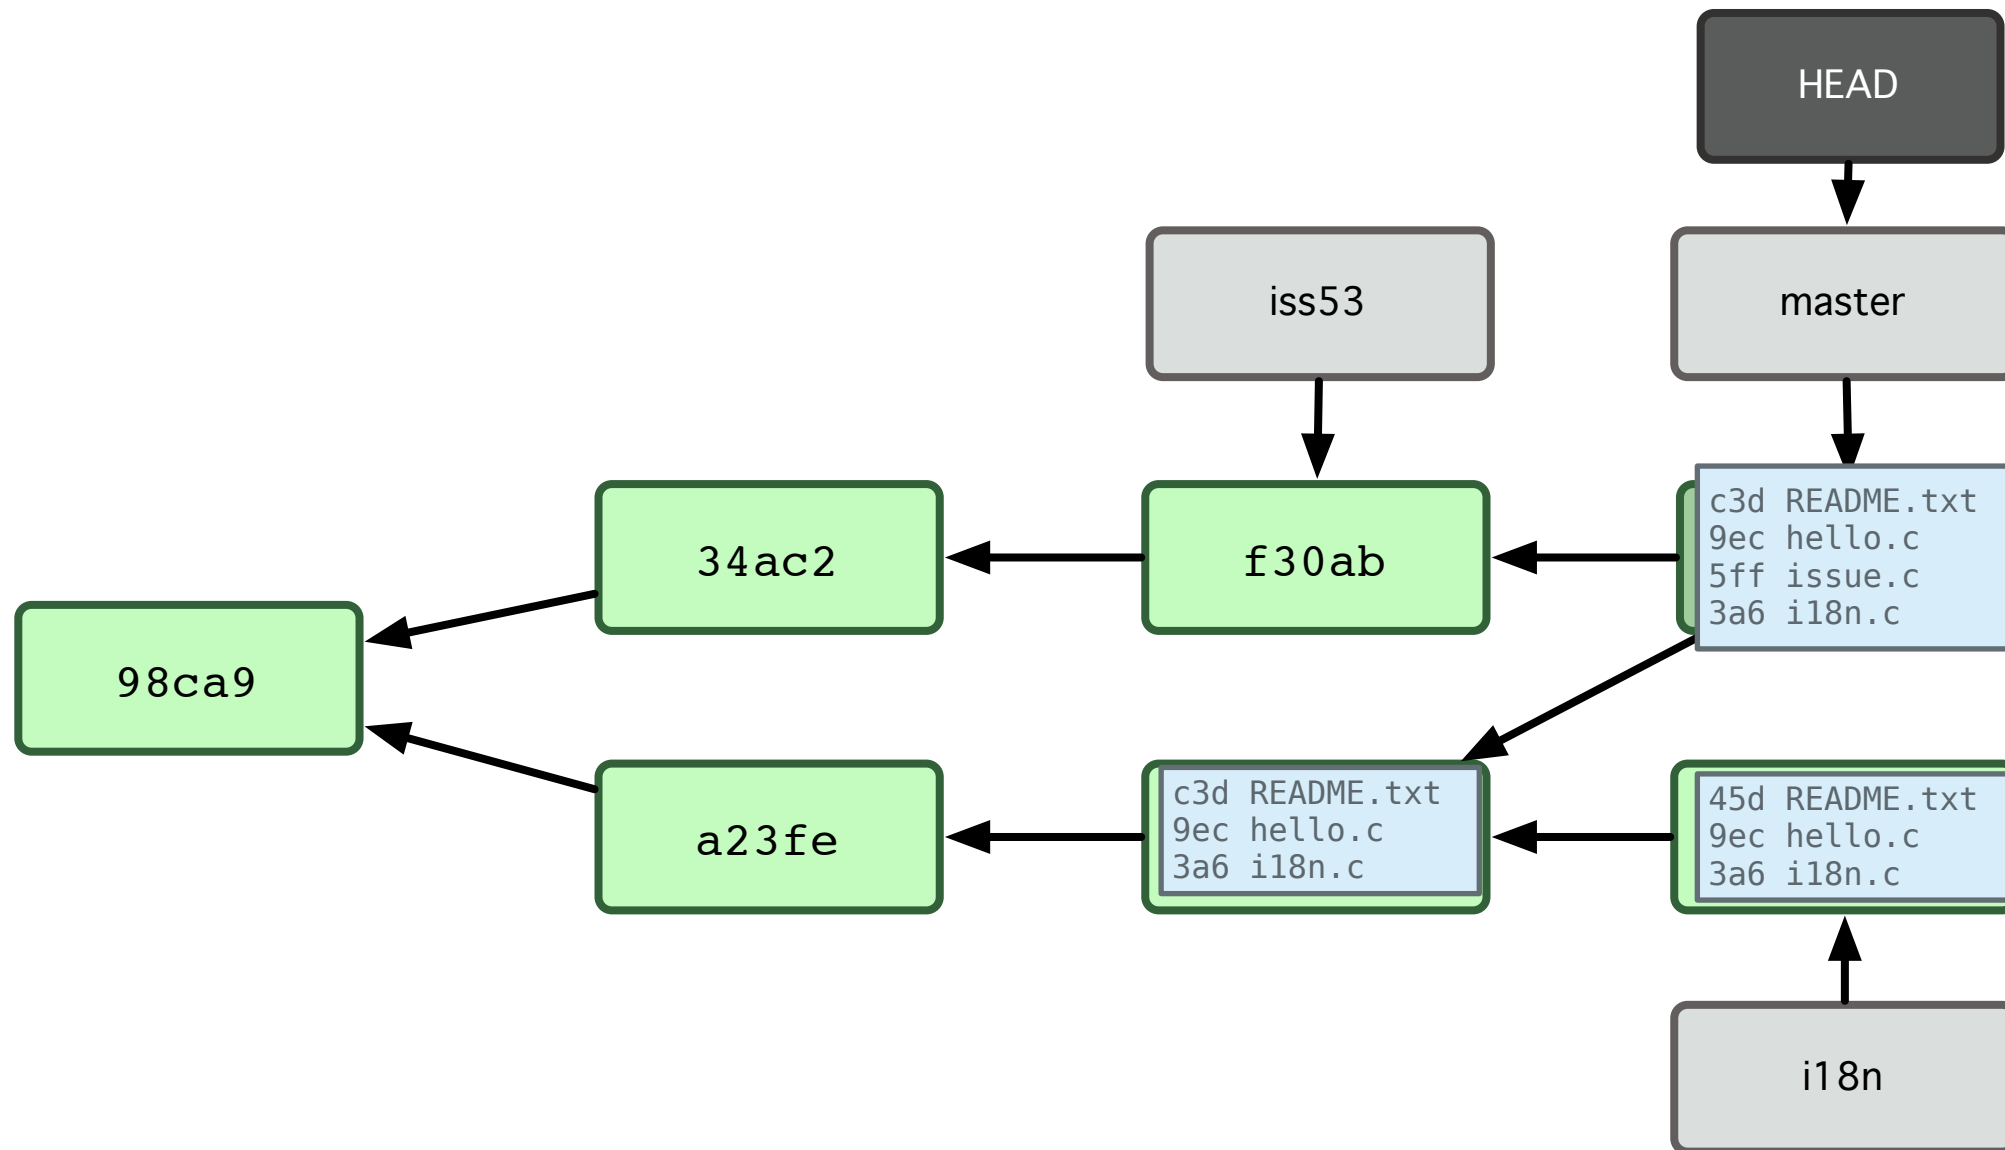 HEAD
iss53
master
34ac2
f30ab
c3d README.txt
9ec hello.c
5ff issue.c
3a6 i18n.c
98ca9
a23fe
c3d README.txt
9ec hello.c
3a6 i18n.c
45d README.txt
9ec hello.c
3a6 i18n.c
i18n